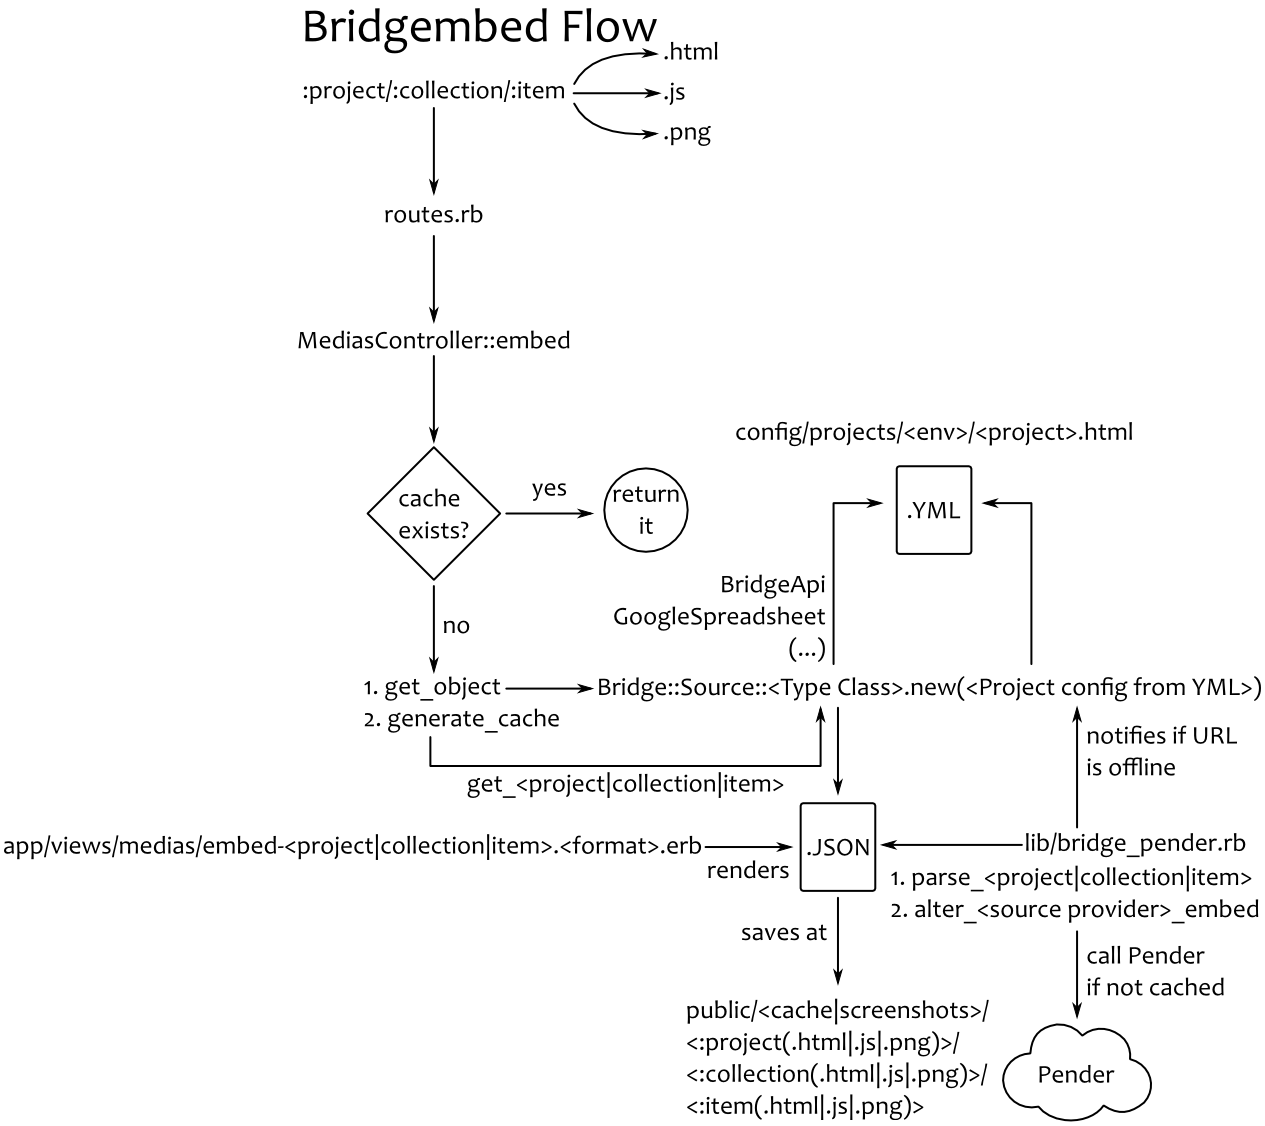 Bridgembed Flow
.html
:project/:collection/:item
.js
.png
routes.rb
MediasController::embed
config/projects/<env>/<project>.html
cache
exists?
yes
return
it
.YML
BridgeApi
GoogleSpreadsheet
(...)
no
1. get_object
2. generate_cache
Bridge::Source::<Type Class>.new(<Project config from YML>)
get_<project|collection|item>
notifies if URL
is offline
app/views/medias/embed-<project|collection|item>.<format>.erb
renders
.JSON
lib/bridge_pender.rb
1. parse_<project|collection|item>
2. alter_<source provider>_embed
saves at
call Pender
if not cached
public/<cache|screenshots>/
<:project(.html|.js|.png)>/
<:collection(.html|.js|.png)>/
<:item(.html|.js|.png)>
Pender